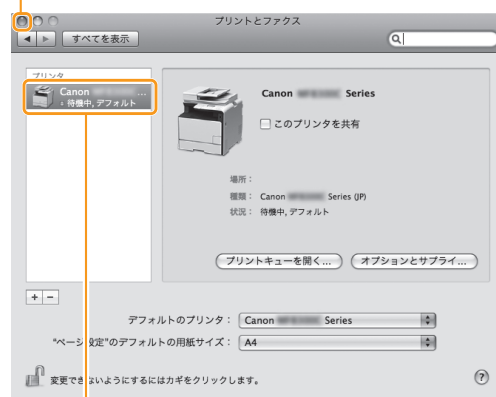 プリントとファクス
すべてを表示
プリンタ
Canon ...
: 待機中, デフォルト
Canon Series
このプリンタを共有
場所：
種類： Canon Series (JP)
状況： 待機中, デフォルト
プリントキューを開く...
オプションとサプライ...
+ −
デフォルトのプリンタ： Canon Series
"ページ設定"のデフォルトの用紙サイズ： A4
変更できないようにするにはカギをクリックします。
?